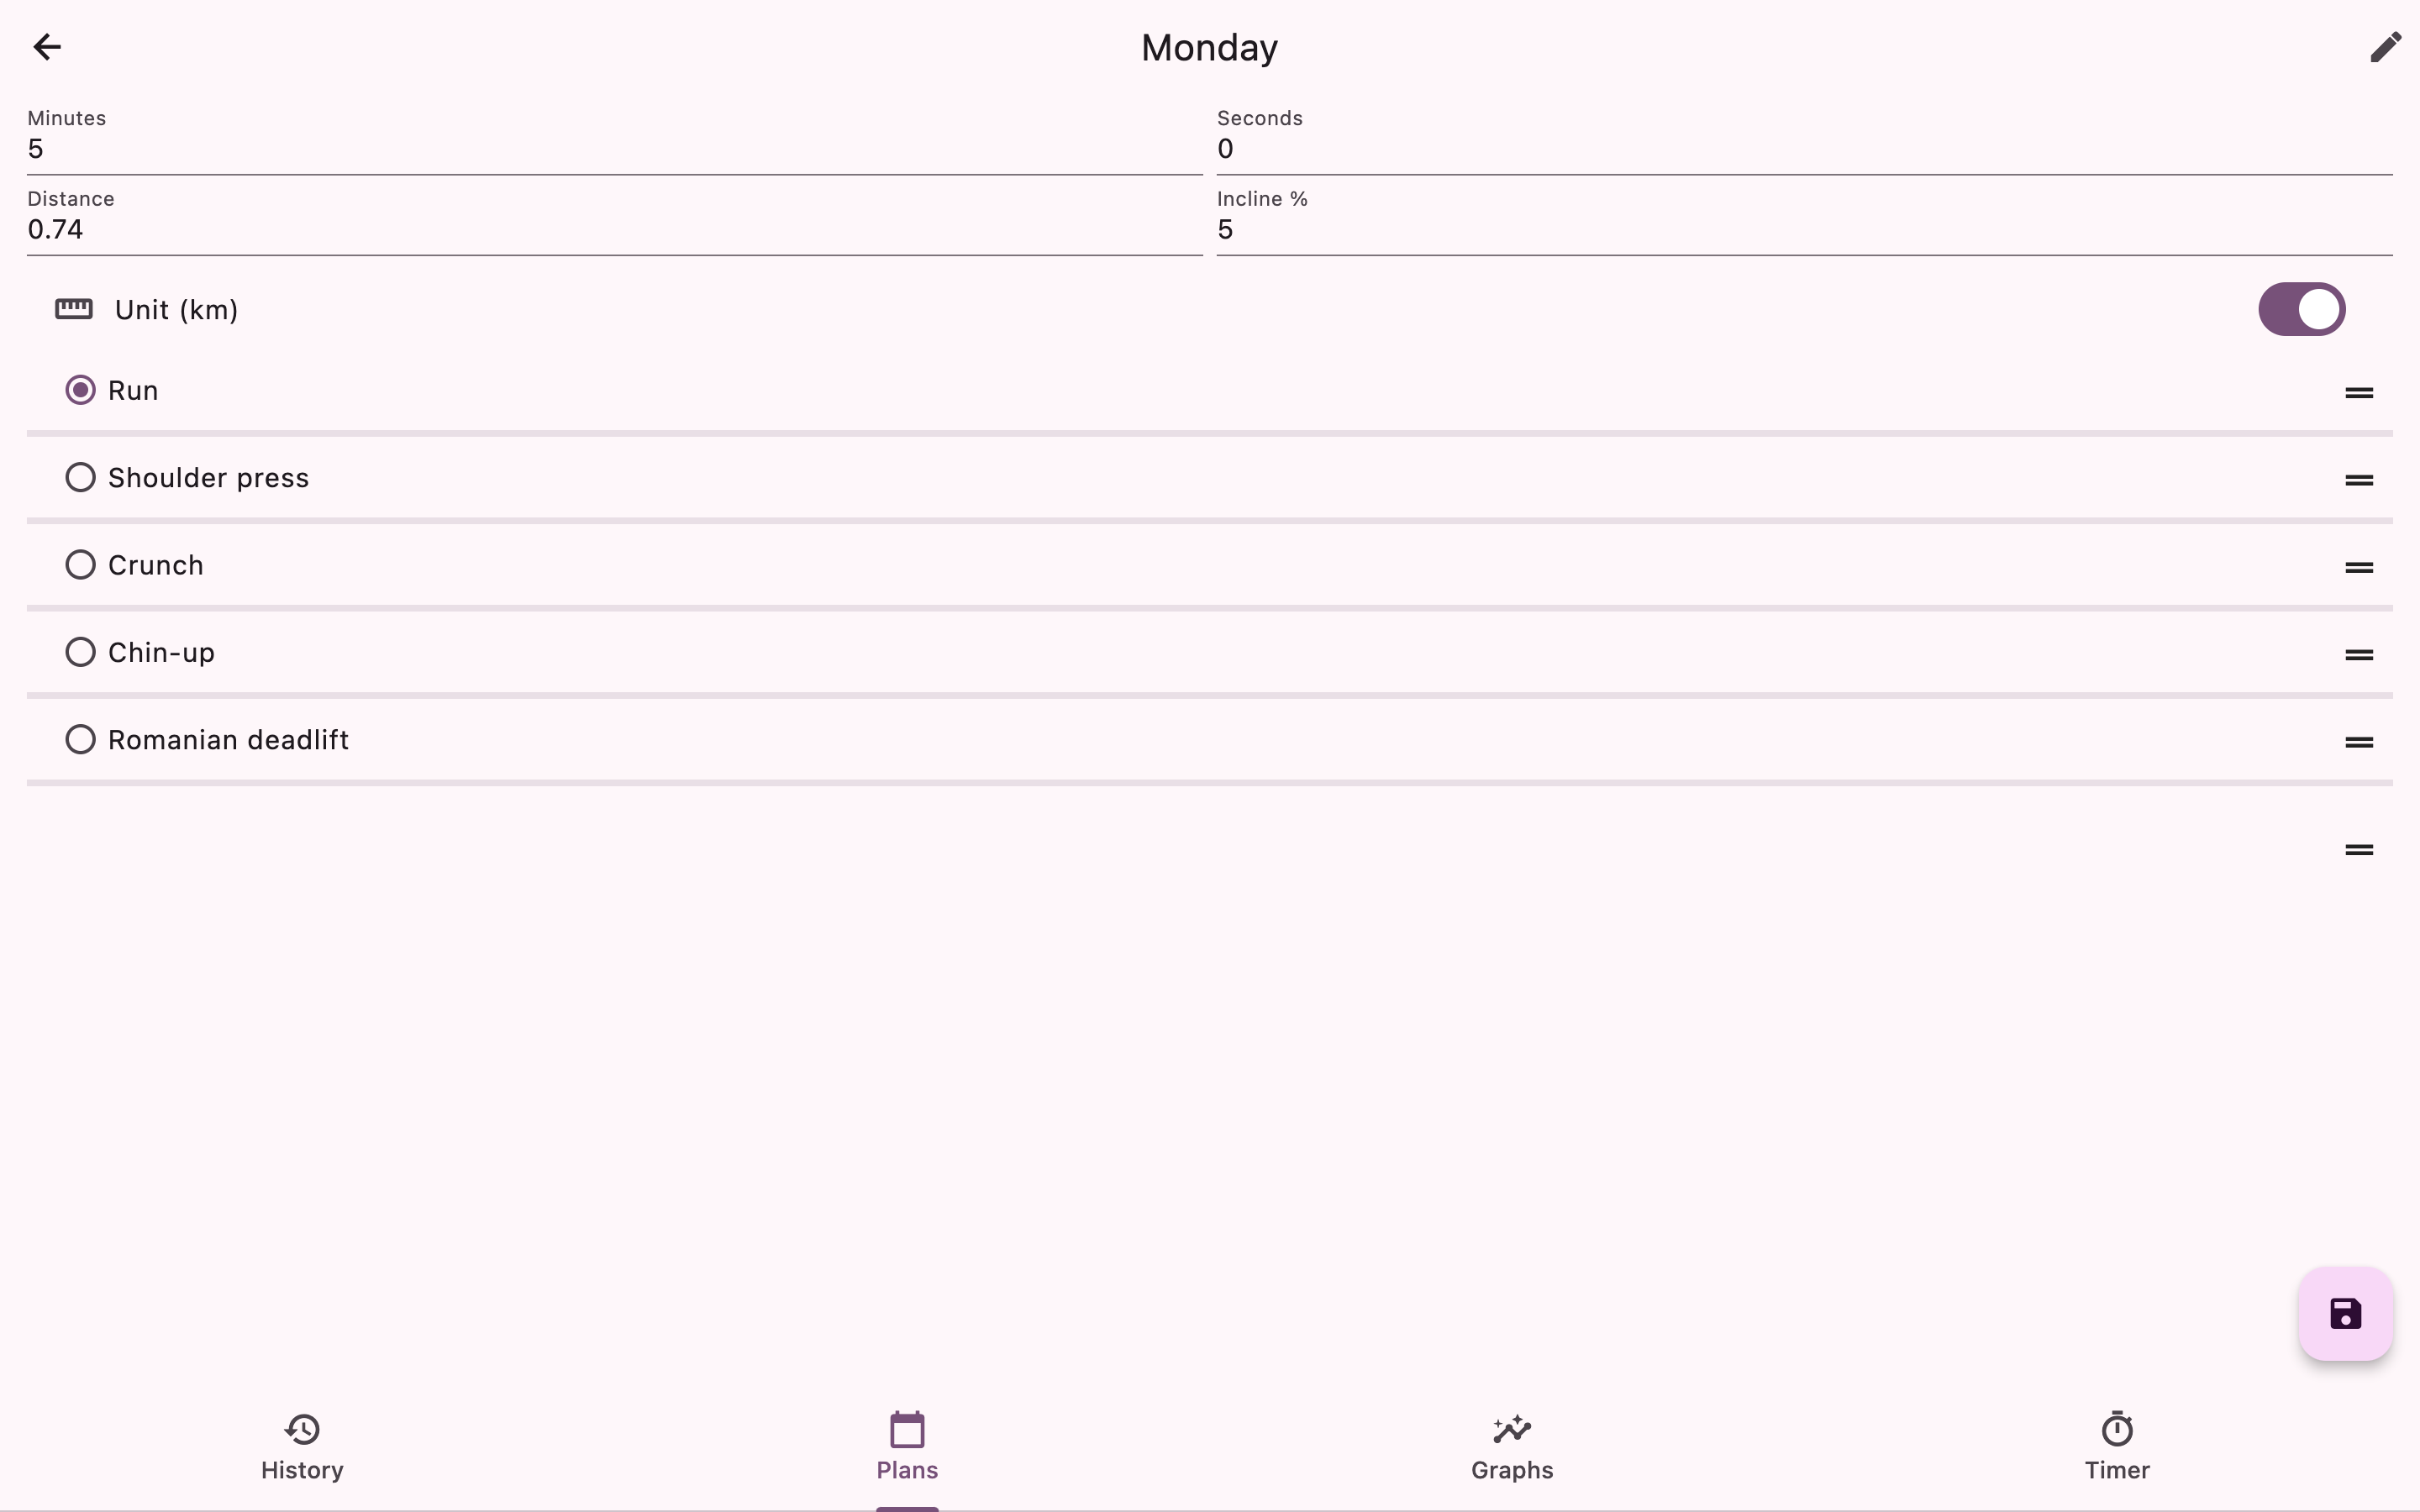 Monday
Minutes
5
Seconds
0
Distance
0.74
Incline %
5
Unit (km)
Run
Shoulder press
Crunch
Chin-up
Romanian deadlift
History
Plans
Graphs
Timer